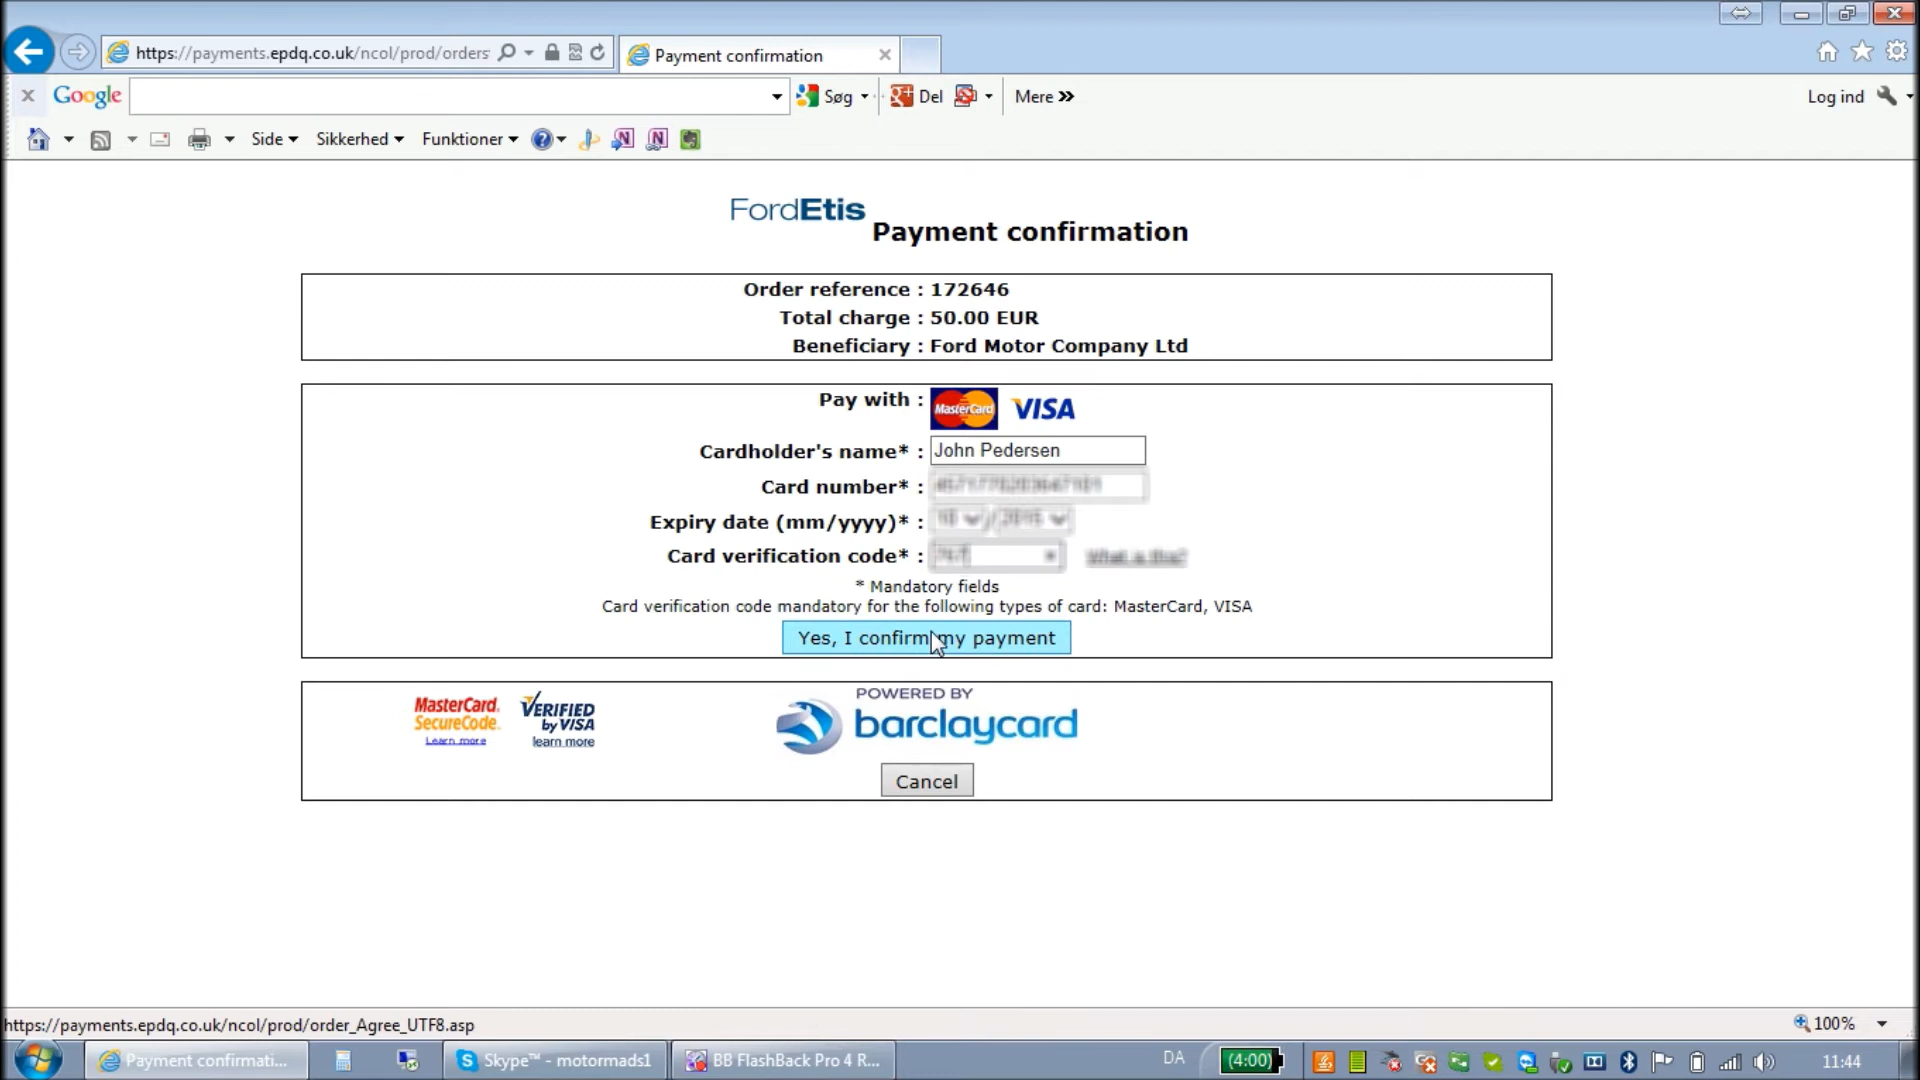 https://payments.epdq.co.uk/ncol/prod/orders
Payment confirmation
Google
Søg
Del
Mere
Log ind
Side
Sikkerhed
Funktioner
FordEtis
Payment confirmation
Order reference : 172646
Total charge : 50.00 EUR
Beneficiary : Ford Motor Company Ltd
Pay with :
MasterCard
VISA
Cardholder's name* : John Pedersen
Card number* :
Expiry date (mm/yyyy)* :
Card verification code* :
* Mandatory fields
Card verification code mandatory for the following types of card: MasterCard, VISA
Yes, I confirm my payment
MasterCard.
SecureCode.
Learn more
VERIFIED
by VISA
learn more
POWERED BY
barclaycard
Cancel
https://payments.epdq.co.uk/ncol/prod/order_Agree_UTF8.asp
100%
Payment confirmati...
Skype™ - motormads1
BB FlashBack Pro 4 R...
DA
(4:00)
11:44